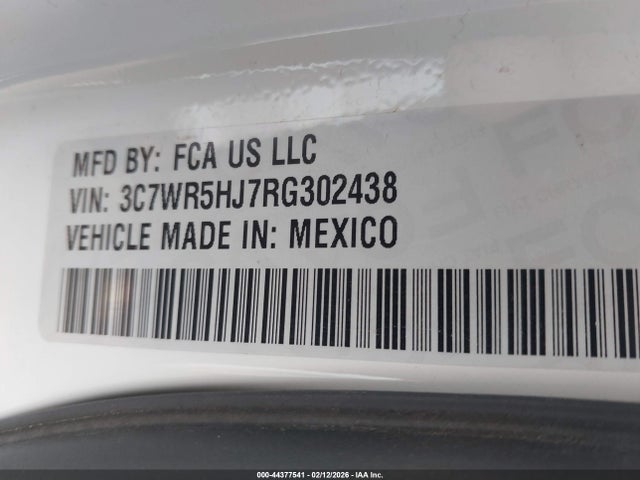 MFD BY: FCA US LLC
VIN: 3C7WR5HJ7RG302438
VEHICLE MADE IN: MEXICO
000-44377541 - 02/12/2026 - IAA Inc.